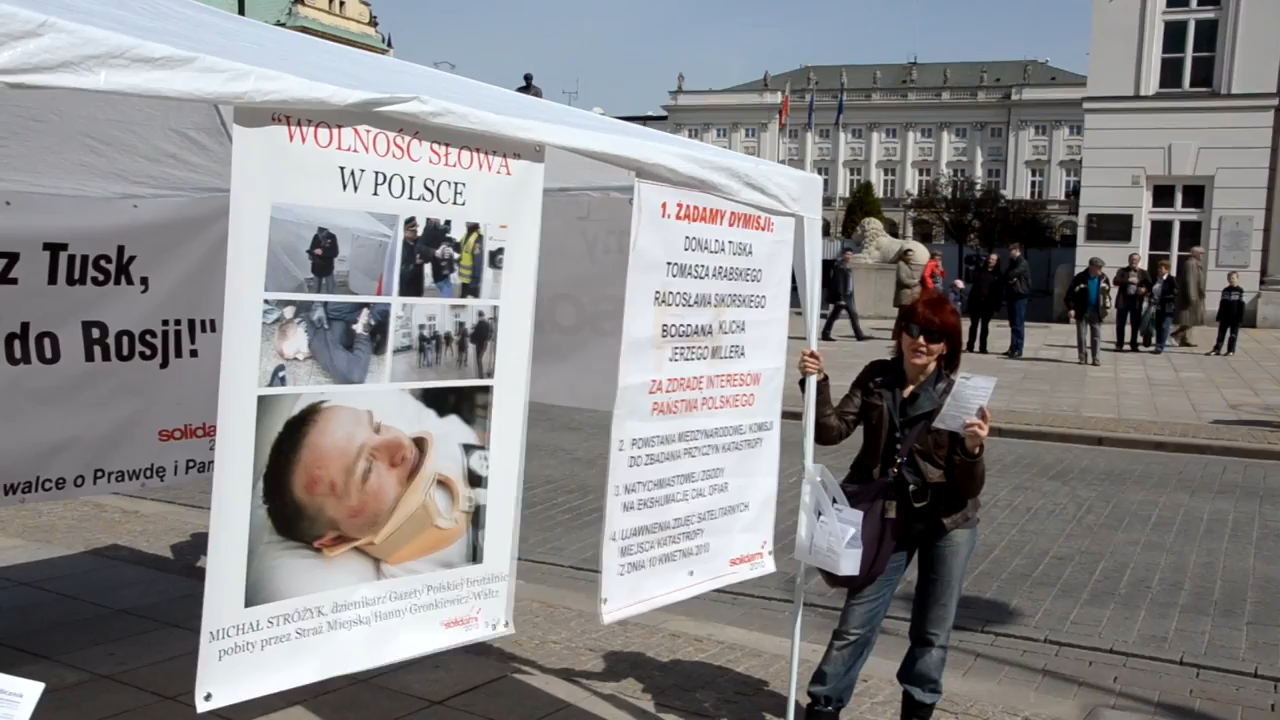 z Tusk,
do Rosji!"
solida
walce o Prawdę i Pam
"WOLNOŚĆ SŁOWA"
W POLSCE
MICHAŁ STRÓŻYK, dziennikarz Gazety Polskiej brutalnie
pobity przez Straż Miejską Hanny Gronkiewicz-Waltz
solidarni
2010
1. ŻĄDAMY DYMISJI:
DONALDA TUSKA
TOMASZA ARABSKIEGO
RADOSŁAWA SIKORSKIEGO
BOGDANA KLICHA
JERZEGO MILLERA
ZA ZDRADĘ INTERESÓW
PAŃSTWA POLSKIEGO
2. POWSTANIA MIĘDZYNARODOWEJ KOMISJI
DO ZBADANIA PRZYCZYN KATASTROFY
3. NATYCHMIASTOWEJ ZGODY
NA EKSHUMACJĘ CIAŁ OFIAR
4. UJAWNIENIA ZDJĘĆ SATELITARNYCH
MIEJSCA KATASTROFY
Z DNIA 10 KWIETNIA 2010
solidarni
2010